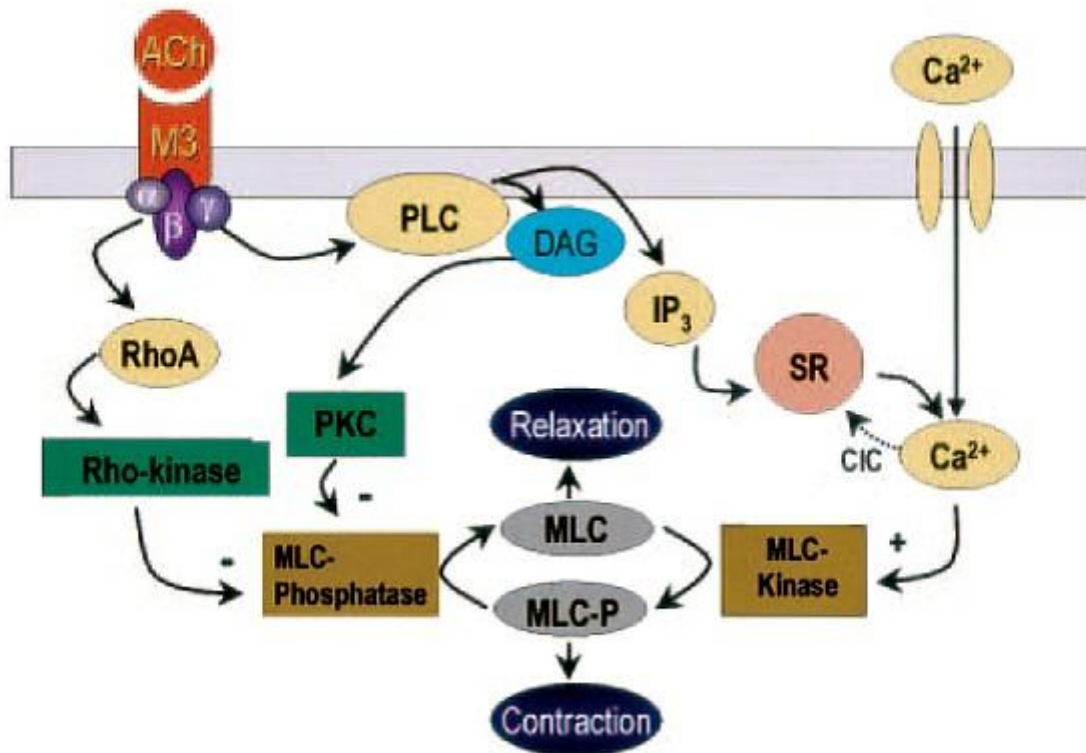 ACh
Ca²⁺
M3
α
β
γ
PLC
DAG
IP₃
RhoA
SR
PKC
Relaxation
CIC
Ca²⁺
Rho-kinase
-
MLC
+
-
MLC-
Phosphatase
MLC-
Kinase
MLC-P
Contraction